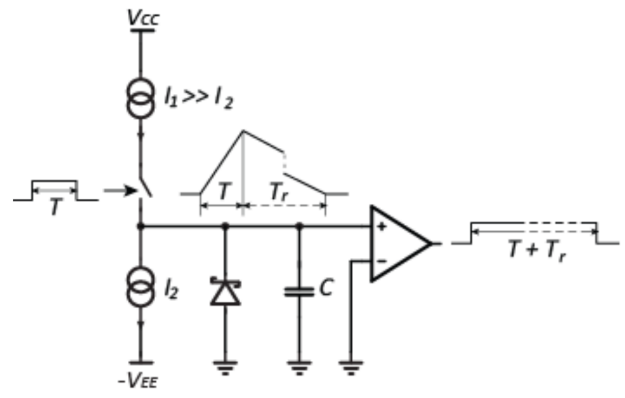 VCC
I1 >> I2
T
T
Tr
+
−
T + Tr
I2
C
-VEE